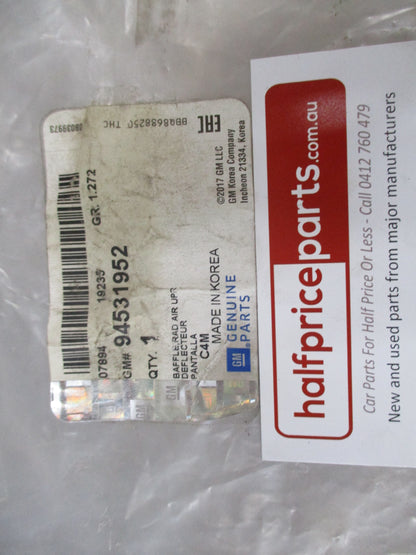 07894 19235 GR. 1.272
GM# 94531952
QTY. 1
BAFFLE,RAD AIR UPR
DEFLECTEUR
PANTALLA
C4M
MADE IN KOREA
GM GENUINE
PARTS
©2017 GM LLC
GM Korea Company
Incheon 21334, Korea
EAC
THC
halfpriceparts.com.au
Car Parts For Half Price Or Less - Call 0412 760 479
New and used parts from major manufacturers